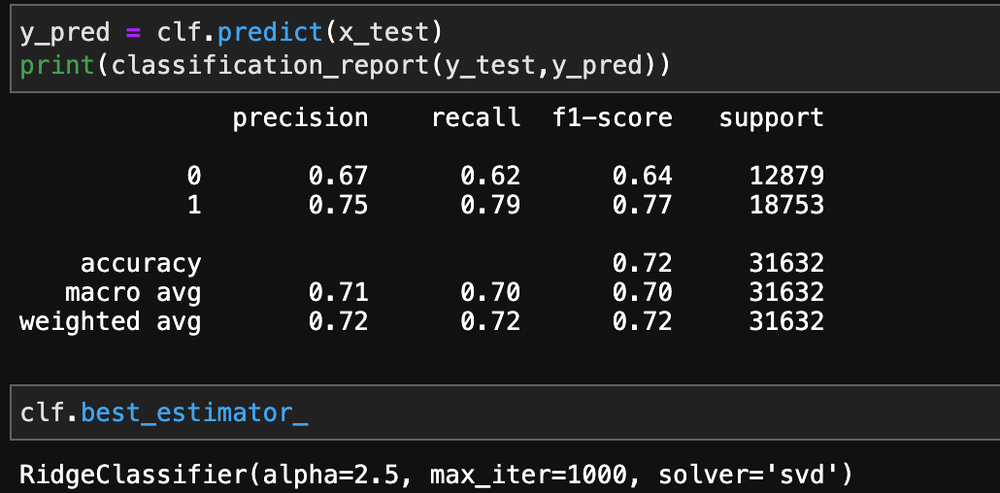 y_pred = clf.predict(x_test)
print(classification_report(y_test,y_pred))
precision recall f1-score support
0 0.67 0.62 0.64 12879
1 0.75 0.79 0.77 18753
accuracy 0.72 31632
macro avg 0.71 0.70 0.70 31632
weighted avg 0.72 0.72 0.72 31632
clf.best_estimator_
RidgeClassifier(alpha=2.5, max_iter=1000, solver='svd')